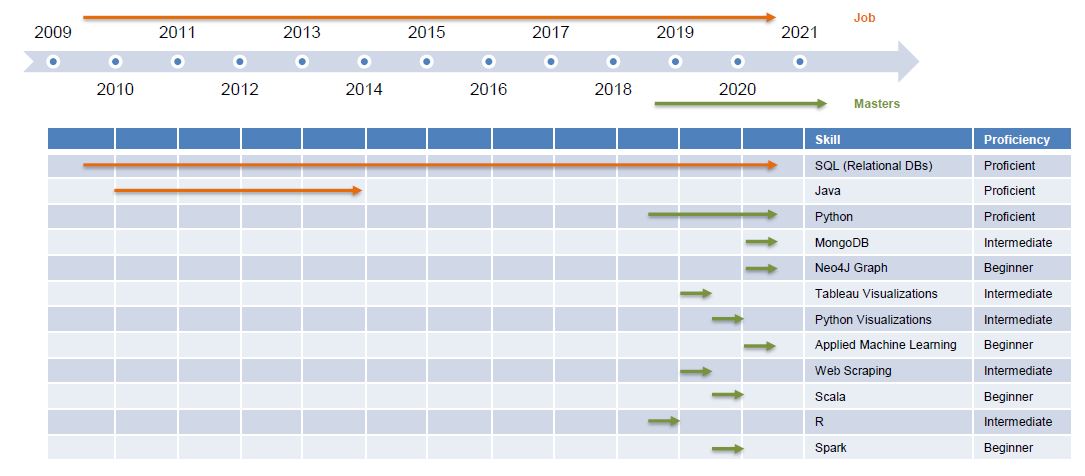 Job
2009 2011 2013 2015 2017 2019 2021
2010 2012 2014 2016 2018 2020
Masters
Skill Proficiency
SQL (Relational DBs) Proficient
Java Proficient
Python Proficient
MongoDB Intermediate
Neo4J Graph Beginner
Tableau Visualizations Intermediate
Python Visualizations Intermediate
Applied Machine Learning Beginner
Web Scraping Intermediate
Scala Beginner
R Intermediate
Spark Beginner